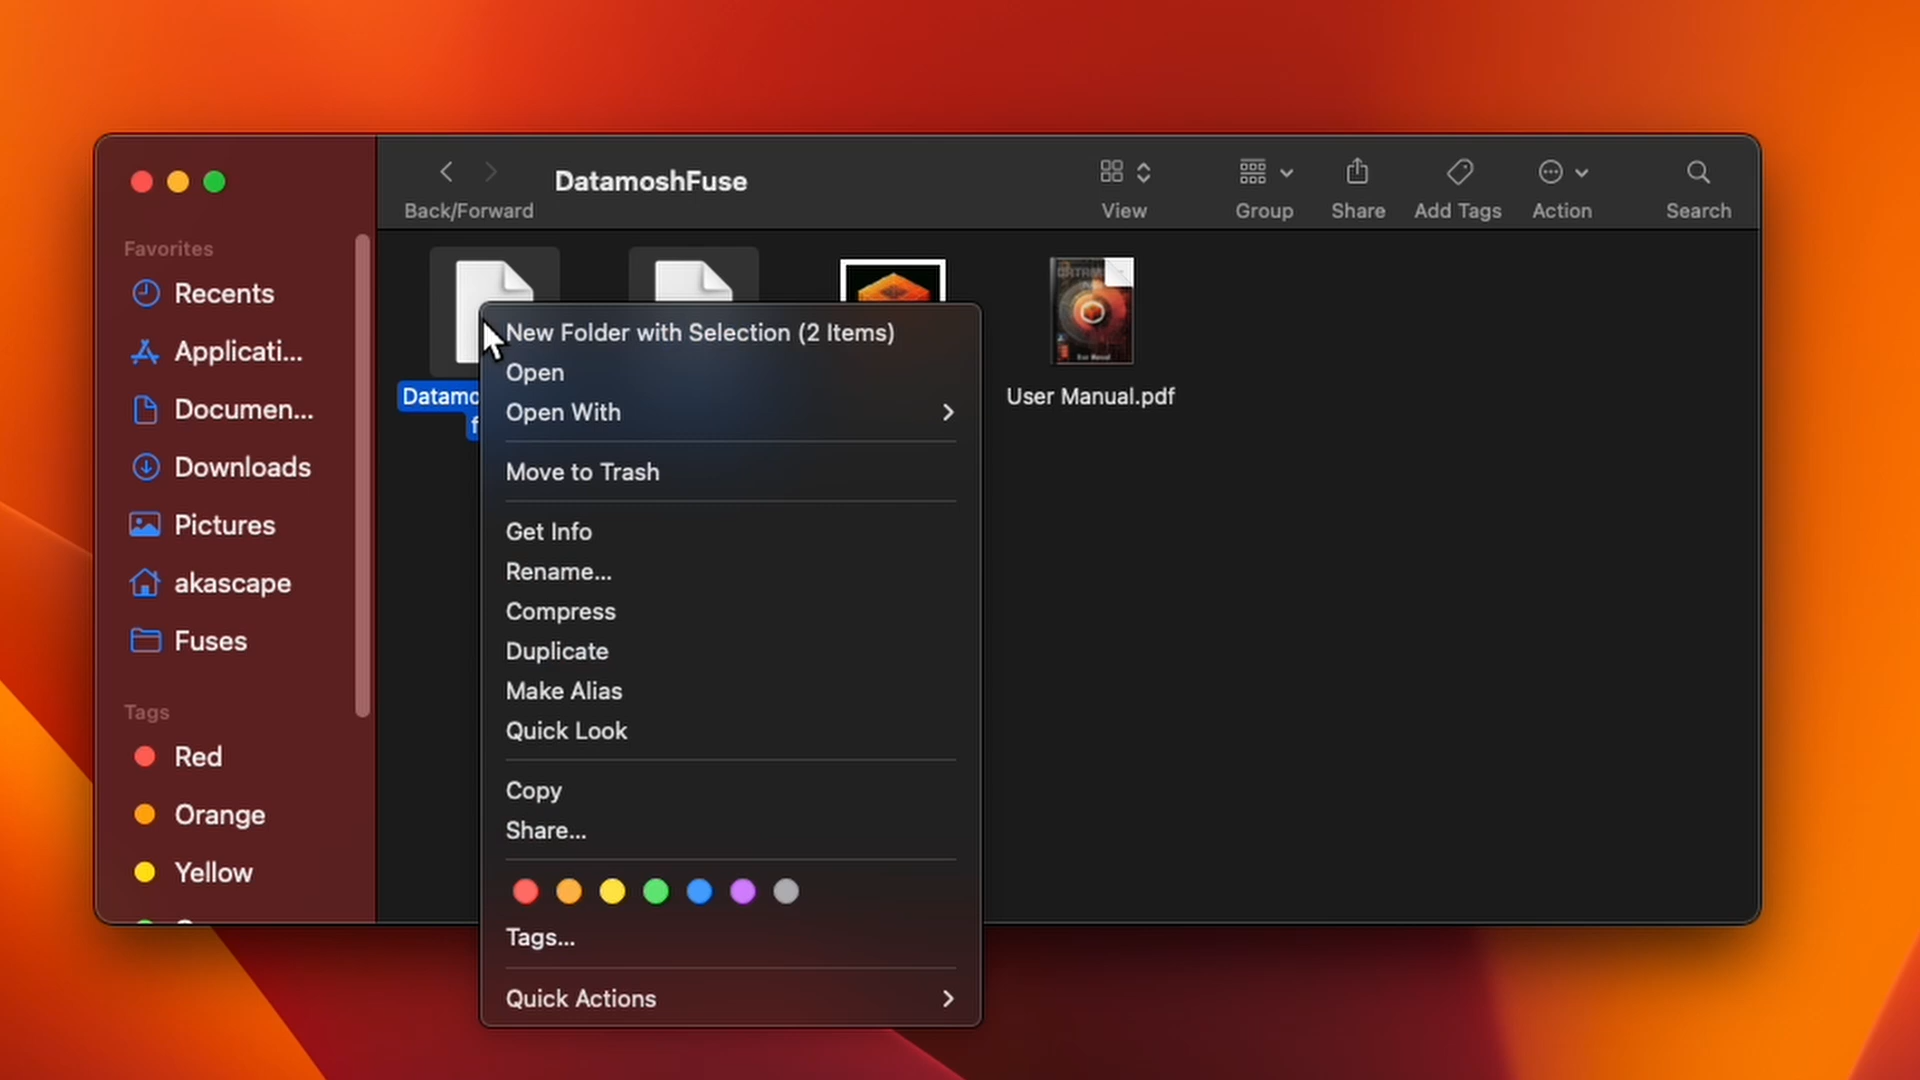 DatamoshFuse
Back/Forward
View
Group
Share
Add Tags
Action
Search
Favorites
Recents
Applicati...
Documen...
Downloads
Pictures
akascape
Fuses
Tags
Red
Orange
Yellow
User Manual.pdf
New Folder with Selection (2 Items)
Open
Open With
Move to Trash
Get Info
Rename...
Compress
Duplicate
Make Alias
Quick Look
Copy
Share...
Tags...
Quick Actions